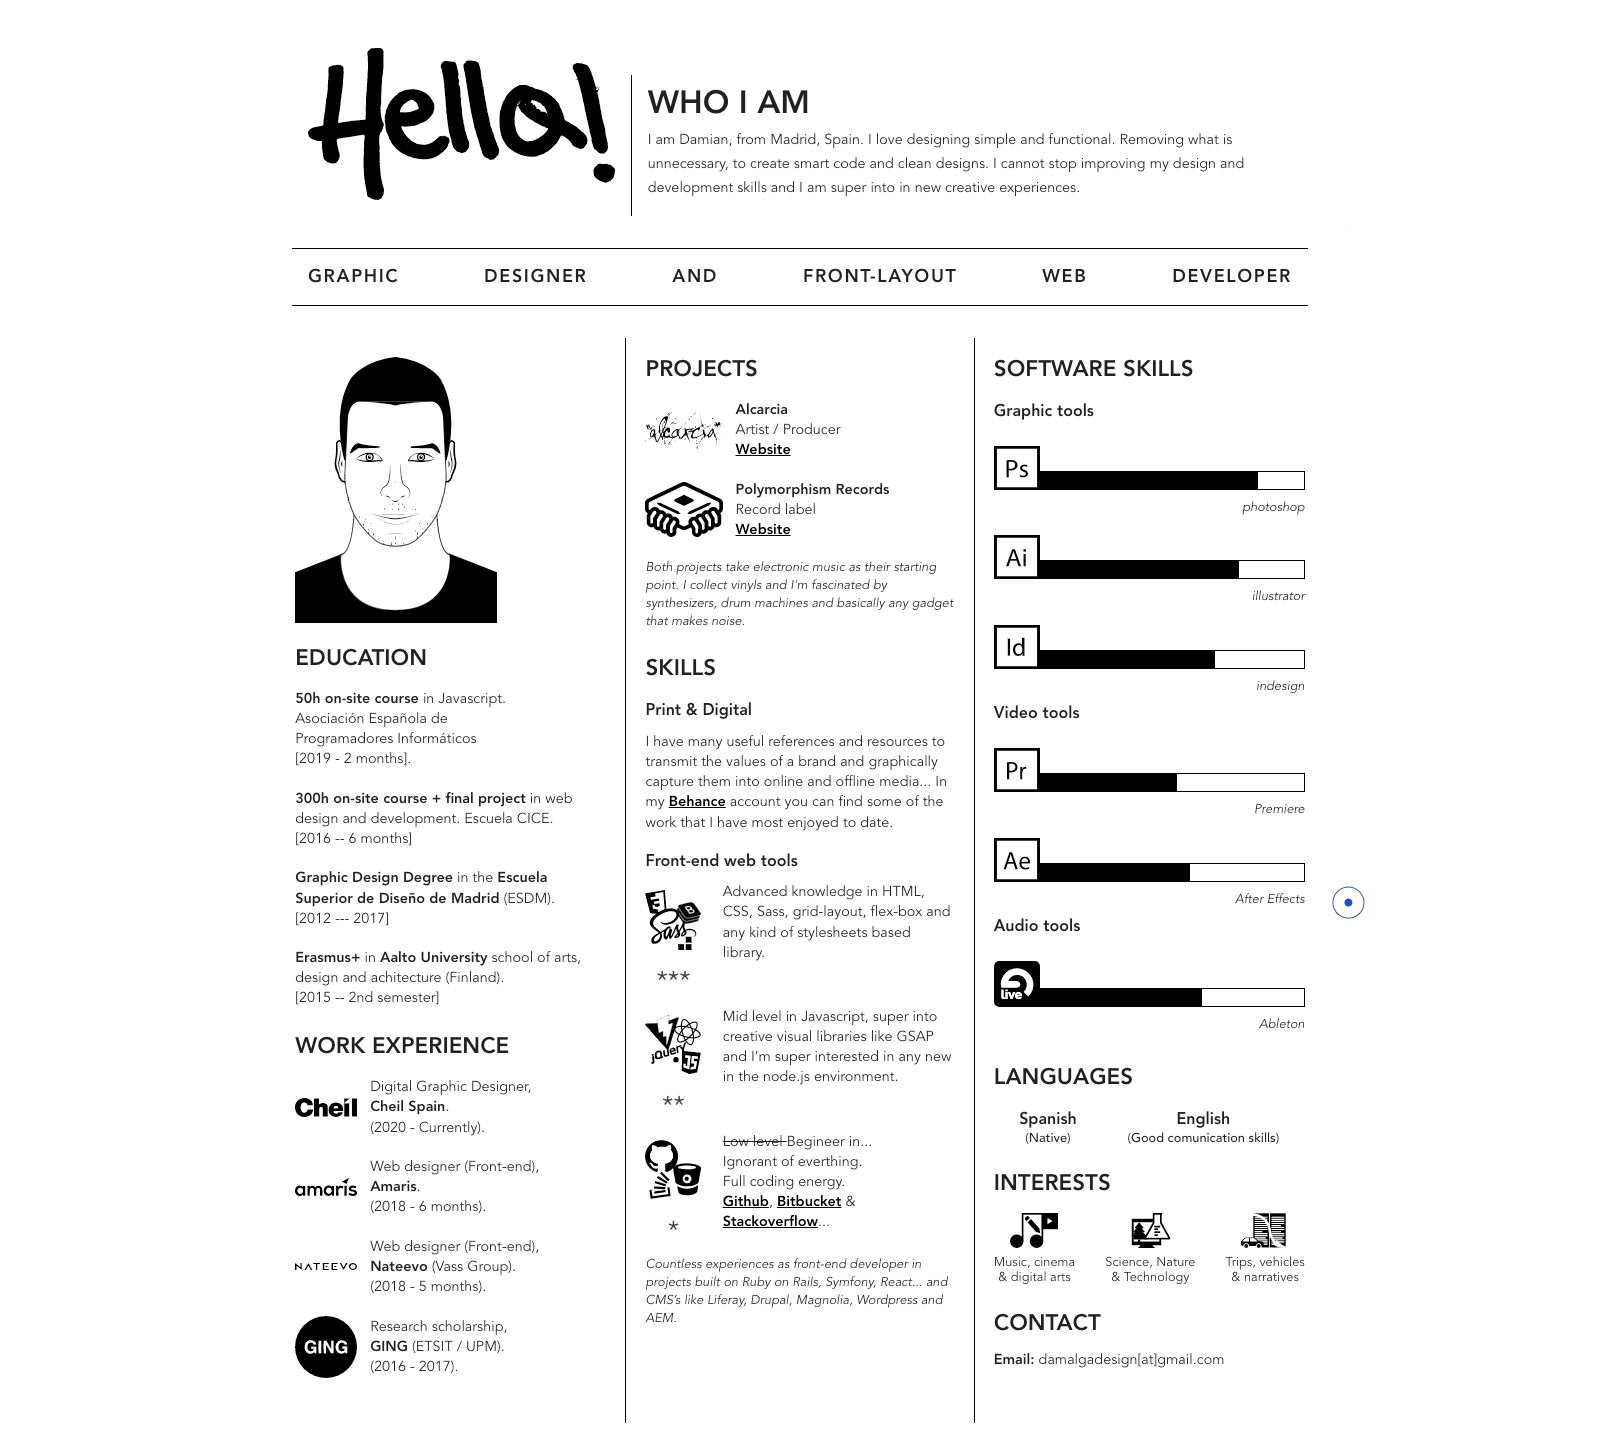 Hello!
WHO I AM
I am Damian, from Madrid, Spain. I love designing simple and functional. Removing what is
unnecessary, to create smart code and clean designs. I cannot stop improving my design and
development skills and I am super into in new creative experiences.
GRAPHIC DESIGNER AND FRONT-LAYOUT WEB DEVELOPER
EDUCATION
50h on-site course in Javascript.
Asociación Española de
Programadores Informáticos
[2019 - 2 months].
300h on-site course + final project in web
design and development. Escuela CICE.
[2016 -- 6 months]
Graphic Design Degree in the Escuela
Superior de Diseño de Madrid (ESDM).
[2012 --- 2017]
Erasmus+ in Aalto University school of arts,
design and achitecture (Finland).
[2015 -- 2nd semester]
WORK EXPERIENCE
Cheil
Digital Graphic Designer,
Cheil Spain.
(2020 - Currently).
amaris
Web designer (Front-end),
Amaris.
(2018 - 6 months).
NATEEVO
Web designer (Front-end),
Nateevo (Vass Group).
(2018 - 5 months).
GING
Research scholarship,
GING (ETSIT / UPM).
(2016 - 2017).
PROJECTS
"alcarcia"
Alcarcia
Artist / Producer
Website
Polymorphism Records
Record label
Website
Both projects take electronic music as their starting
point. I collect vinyls and I'm fascinated by
synthesizers, drum machines and basically any gadget
that makes noise.
SKILLS
Print & Digital
I have many useful references and resources to
transmit the values of a brand and graphically
capture them into online and offline media... In
my Behance account you can find some of the
work that I have most enjoyed to date.
Front-end web tools
3
B
Sass
***
Advanced knowledge in HTML,
CSS, Sass, grid-layout, flex-box and
any kind of stylesheets based
library.
jQuery
JS
**
Mid level in Javascript, super into
creative visual libraries like GSAP
and I’m super interested in any new
in the node.js environment.
*
Low level Begineer in...
Ignorant of everthing.
Full coding energy.
Github, Bitbucket &
Stackoverflow...
Countless experiences as front-end developer in
projects built on Ruby on Rails, Symfony, React... and
CMS’s like Liferay, Drupal, Magnolia, Wordpress and
AEM.
SOFTWARE SKILLS
Graphic tools
Ps
photoshop
Ai
illustrator
Id
indesign
Video tools
Pr
Premiere
Ae
After Effects
Audio tools
live
Ableton
LANGUAGES
Spanish
(Native)
English
(Good comunication skills)
INTERESTS
Music, cinema
& digital arts
Science, Nature
& Technology
Trips, vehicles
& narratives
CONTACT
Email: damalgadesign[at]gmail.com